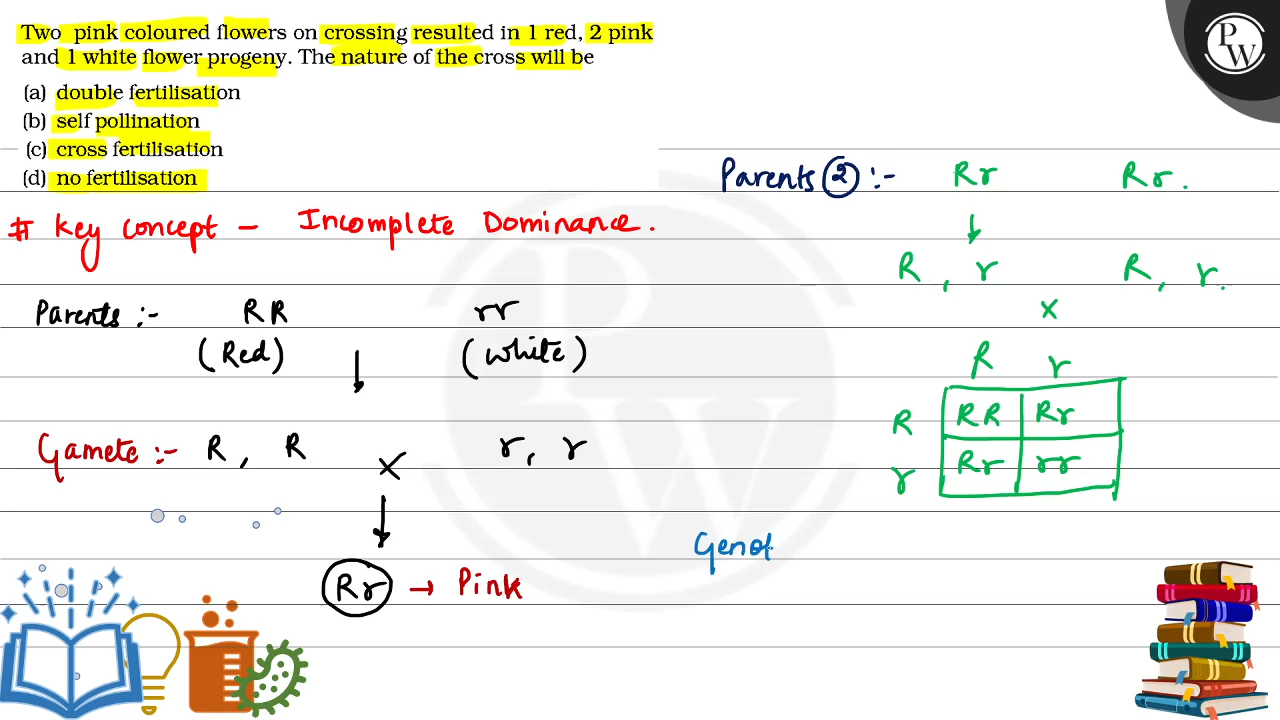 Two pink coloured flowers on crossing resulted in 1 red, 2 pink
and 1 white flower progeny. The nature of the cross will be
(a) double fertilisation
(b) self pollination
(c) cross fertilisation
(d) no fertilisation
# Key concept - Incomplete Dominance.
Parents :- RR rr
(Red) (White)
Gamete :- R, R × r, r
Rr → Pink
Parents 2 :- Rr Rr.
R, r R, r.
×
R r
R RR Rr
r Rr rr
Genot
PW
PW